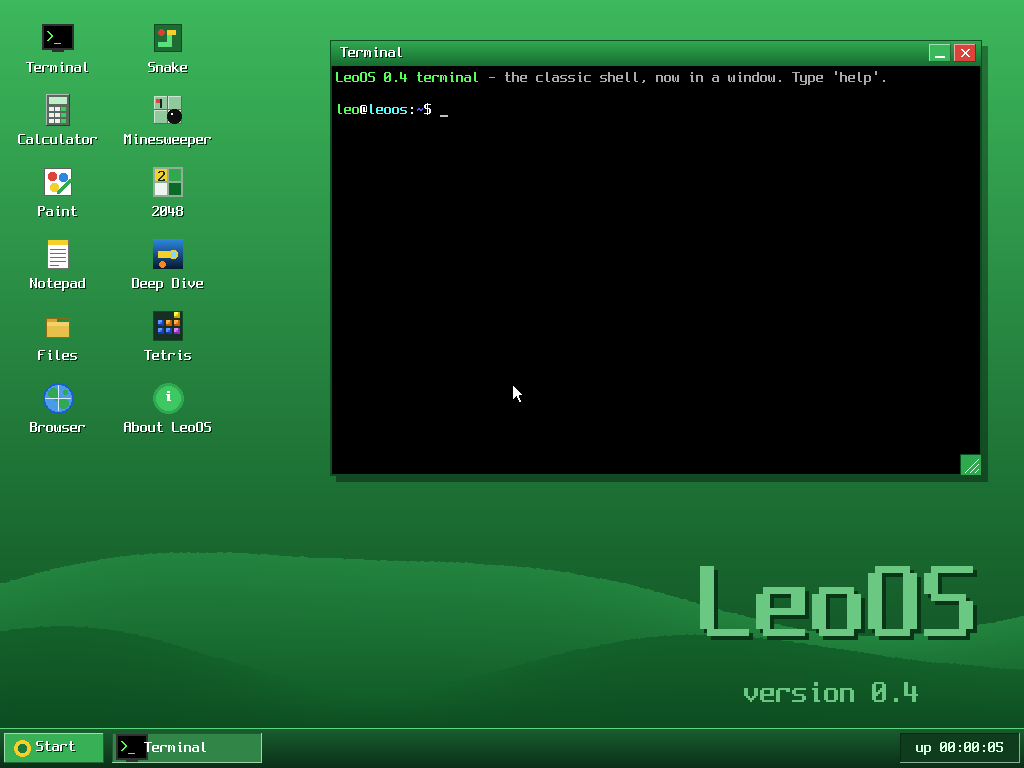 Terminal
Snake
Calculator
Minesweeper
Paint
2
2048
Notepad
Deep Dive
Files
Tetris
Browser
i
About LeoOS
Terminal
LeoOS 0.4 terminal - the classic shell, now in a window. Type 'help'.
leo@leoos:~$ _
LeoOS
version 0.4
Start
>_ Terminal
up 00:00:05